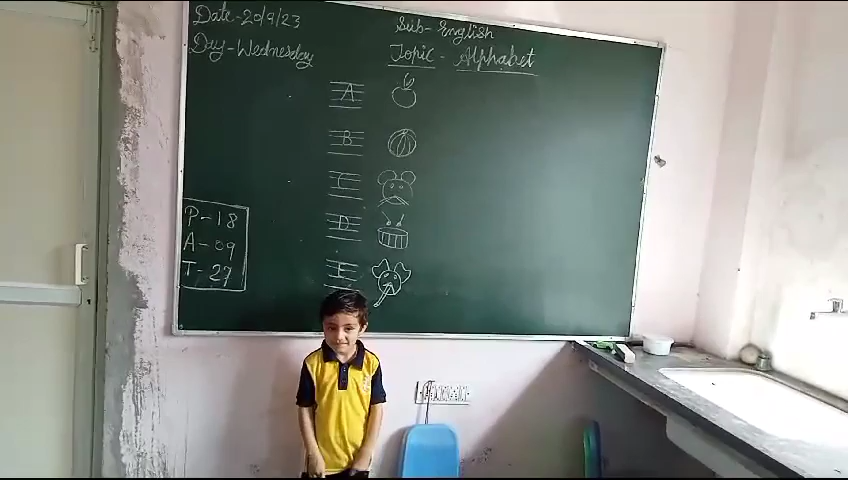 Date-20/9/23
Day-Wednesday
Sub-English
Topic - Alphabet
A
B
C
D
E
P-18
A-09
T-27